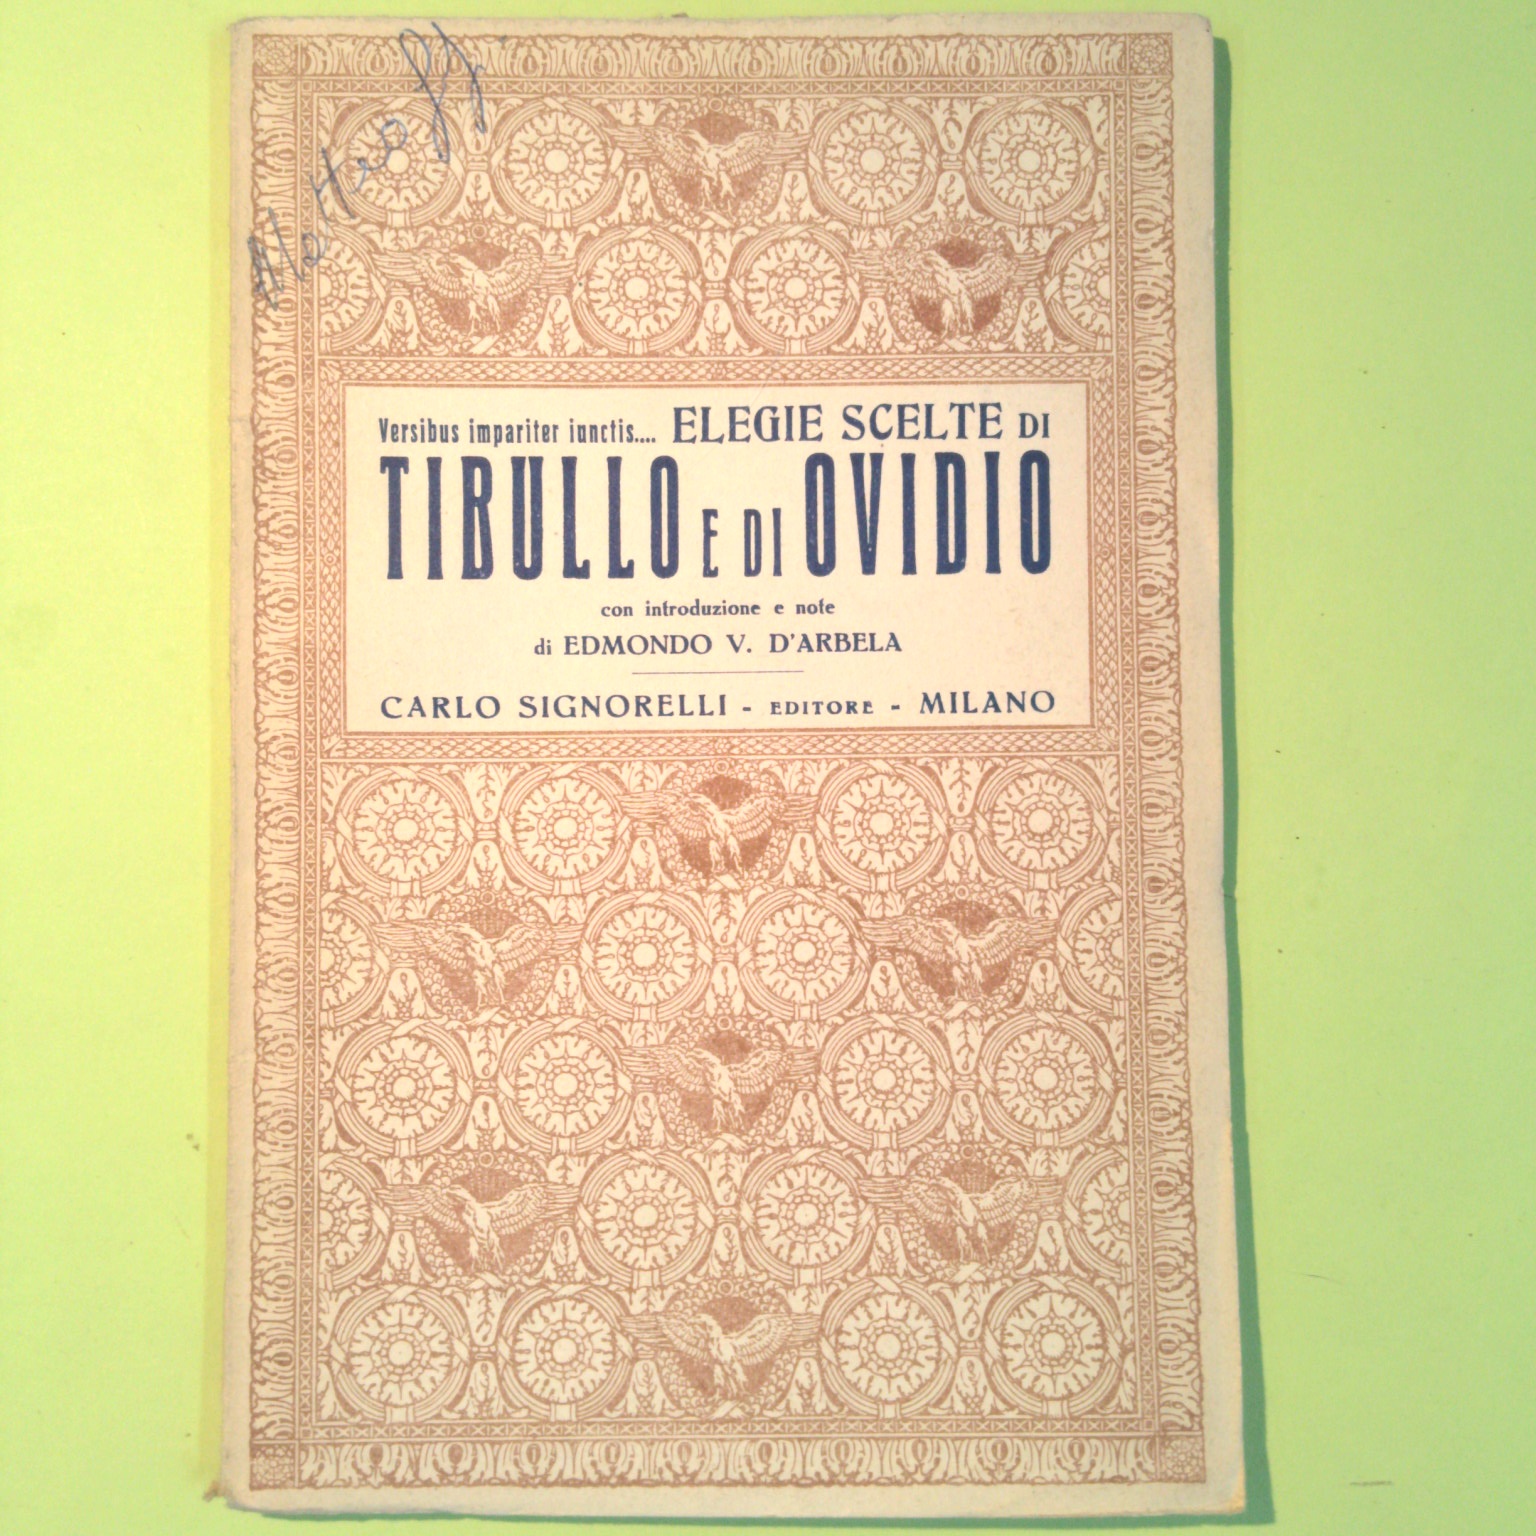 Versibus impariter iunctis.... ELEGIE SCELTE DI
TIBULLO E DI OVIDIO
con introduzione e note
di EDMONDO V. D'ARBELA
CARLO SIGNORELLI - EDITORE - MILANO